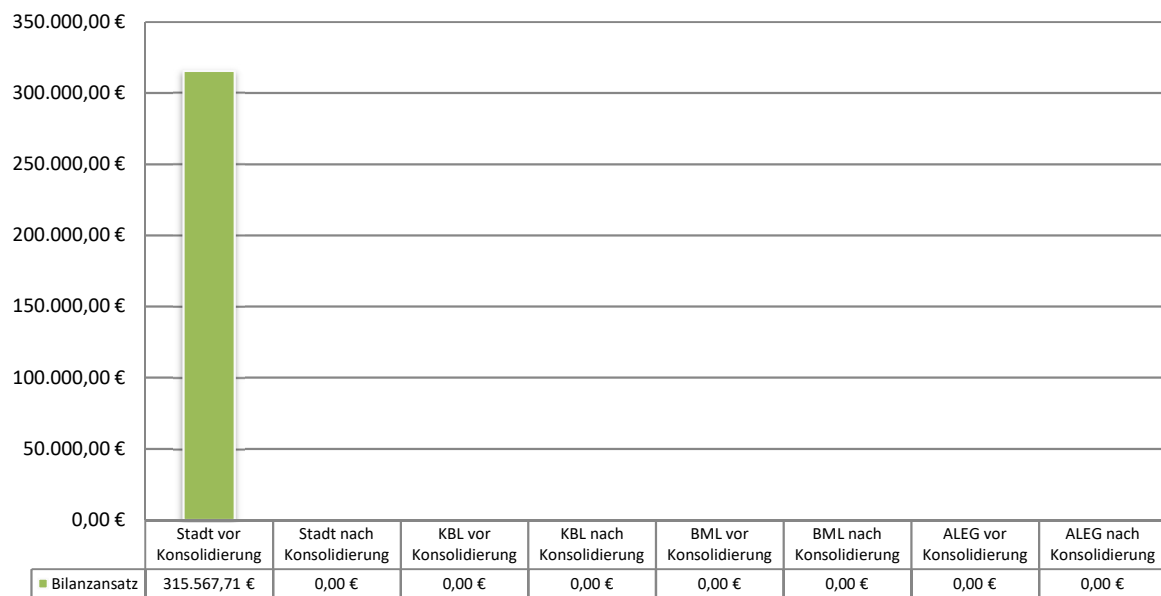 350.000,00 €
300.000,00 €
250.000,00 €
200.000,00 €
150.000,00 €
100.000,00 €
50.000,00 €
0,00 €
Stadt vor Konsolidierung
Stadt nach Konsolidierung
KBL vor Konsolidierung
KBL nach Konsolidierung
BML vor Konsolidierung
BML nach Konsolidierung
ALEG vor Konsolidierung
ALEG nach Konsolidierung
Bilanzansatz 315.567,71 € 0,00 € 0,00 € 0,00 € 0,00 € 0,00 € 0,00 € 0,00 €